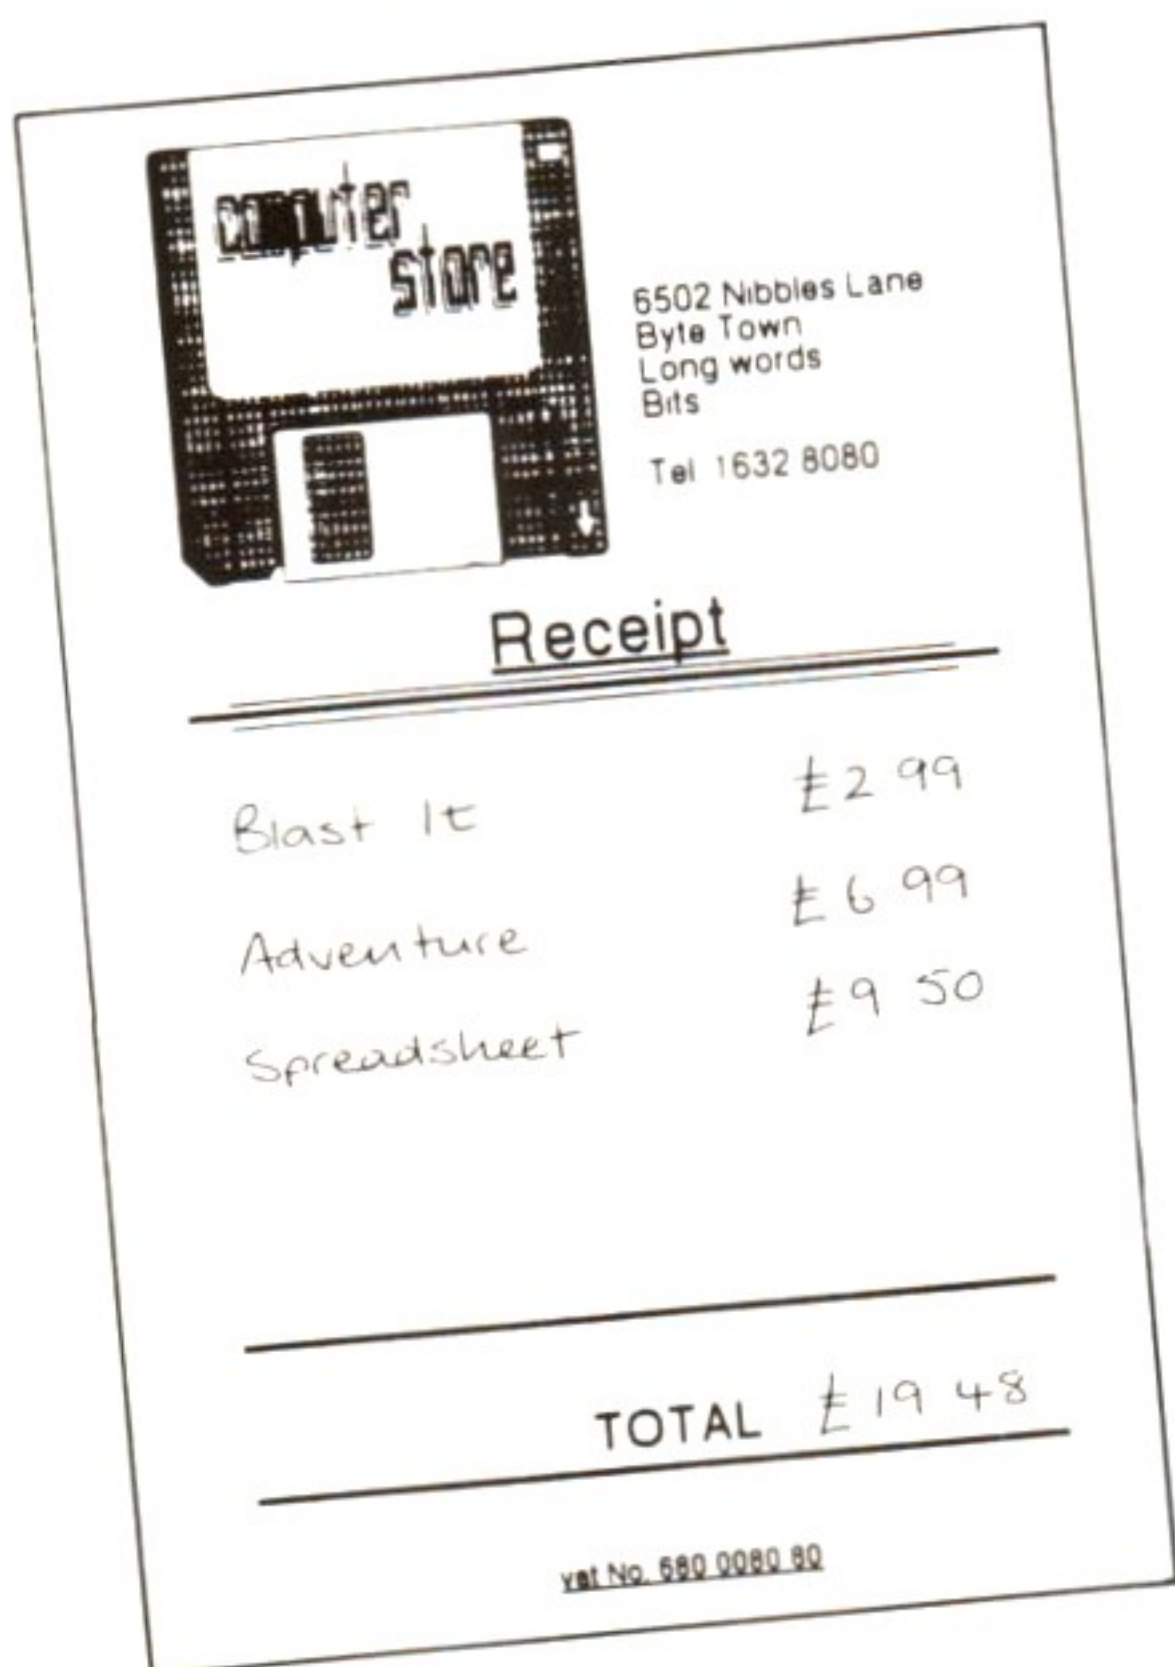 computer
store
6502 Nibbles Lane
Byte Town
Long words
Bits
Tel 1632 8080
Receipt
Blast It £2 99
Adventure £6 99
Spreadsheet £9 50
TOTAL £19 48
vat No. 680 0080 80